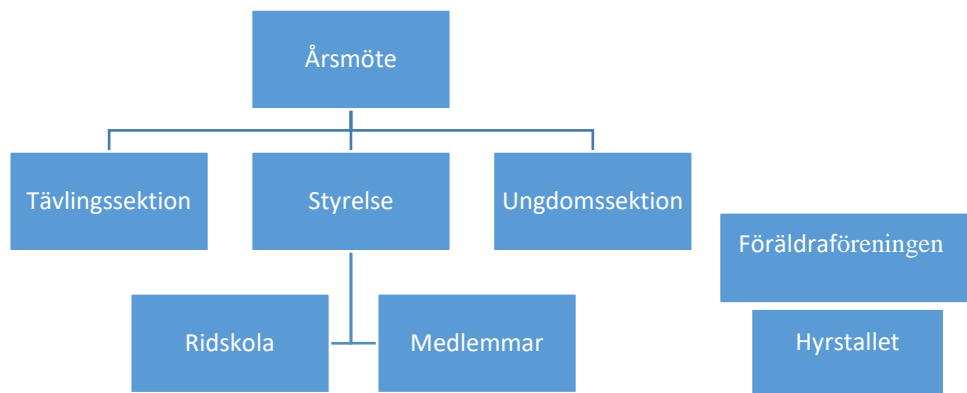 Årsmöte
Tävlingssektion
Styrelse
Ungdomssektion
Föräldraföreningen
Ridskola
Medlemmar
Hyrstallet